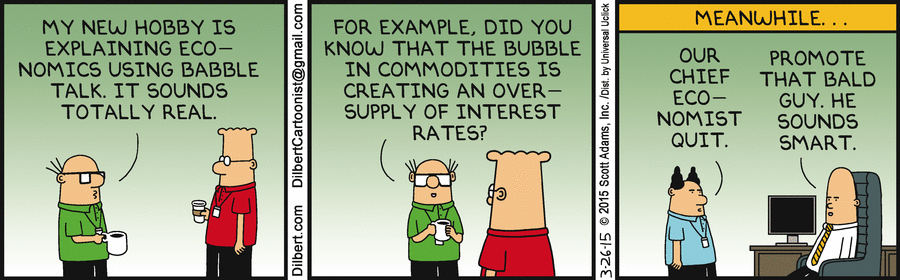 MY NEW HOBBY IS
EXPLAINING ECO-
NOMICS USING BABBLE
TALK. IT SOUNDS
TOTALLY REAL.
Dilbert.com DilbertCartoonist@gmail.com
FOR EXAMPLE, DID YOU
KNOW THAT THE BUBBLE
IN COMMODITIES IS
CREATING AN OVER-
SUPPLY OF INTEREST
RATES?
3-26-15 © 2015 Scott Adams, Inc. /Dist. by Universal Uclick
MEANWHILE...
OUR
CHIEF
ECO-
NOMIST
QUIT.
PROMOTE
THAT BALD
GUY. HE
SOUNDS
SMART.